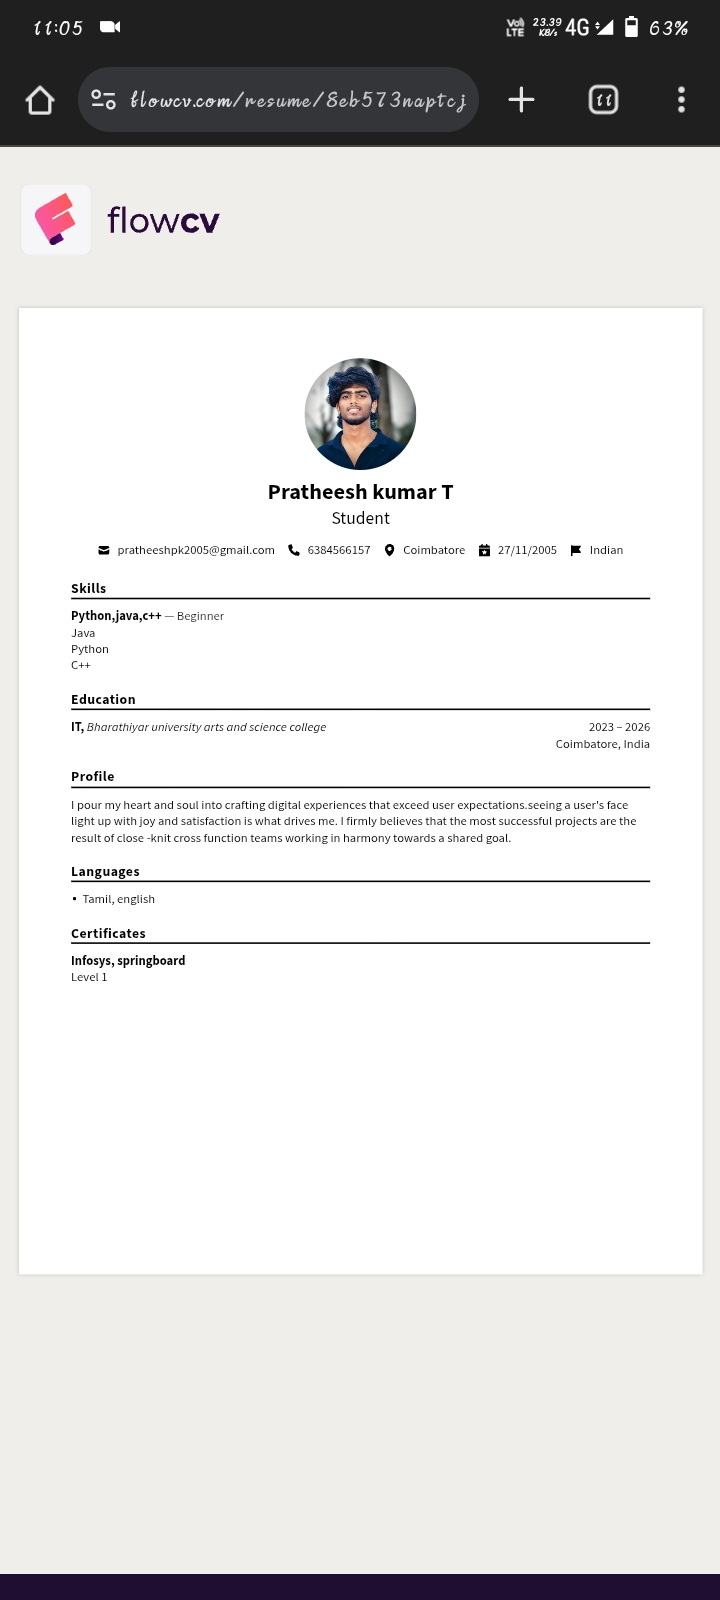 11:05
Vol) LTE 23.39 KB/s 4G 63%
flowcv.com/resume/8eb573naptcj
11
flowcv
Pratheesh kumar T
Student
pratheeshpk2005@gmail.com 6384566157 Coimbatore 27/11/2005 Indian
Skills
Python,java,c++ — Beginner
Java
Python
C++
Education
IT, Bharathiyar university arts and science college 2023 – 2026
Coimbatore, India
Profile
I pour my heart and soul into crafting digital experiences that exceed user expectations.seeing a user's face
light up with joy and satisfaction is what drives me. I firmly believes that the most successful projects are the
result of close -knit cross function teams working in harmony towards a shared goal.
Languages
• Tamil, english
Certificates
Infosys, springboard
Level 1